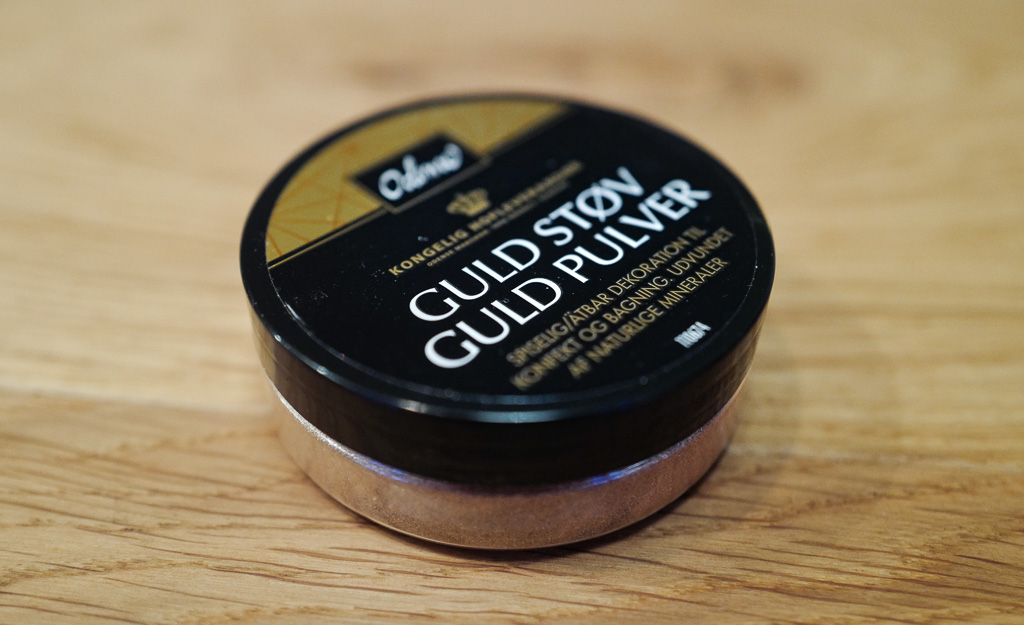 Odense
KONGELIG HOFLEVERANDØR
GULD STØV
GULD PULVER
SPISELIG/ÄTBAR DEKORATION TIL
KONFEKT OG BAGNING, UDVUNDET
AF NATURLIGE MINERALER